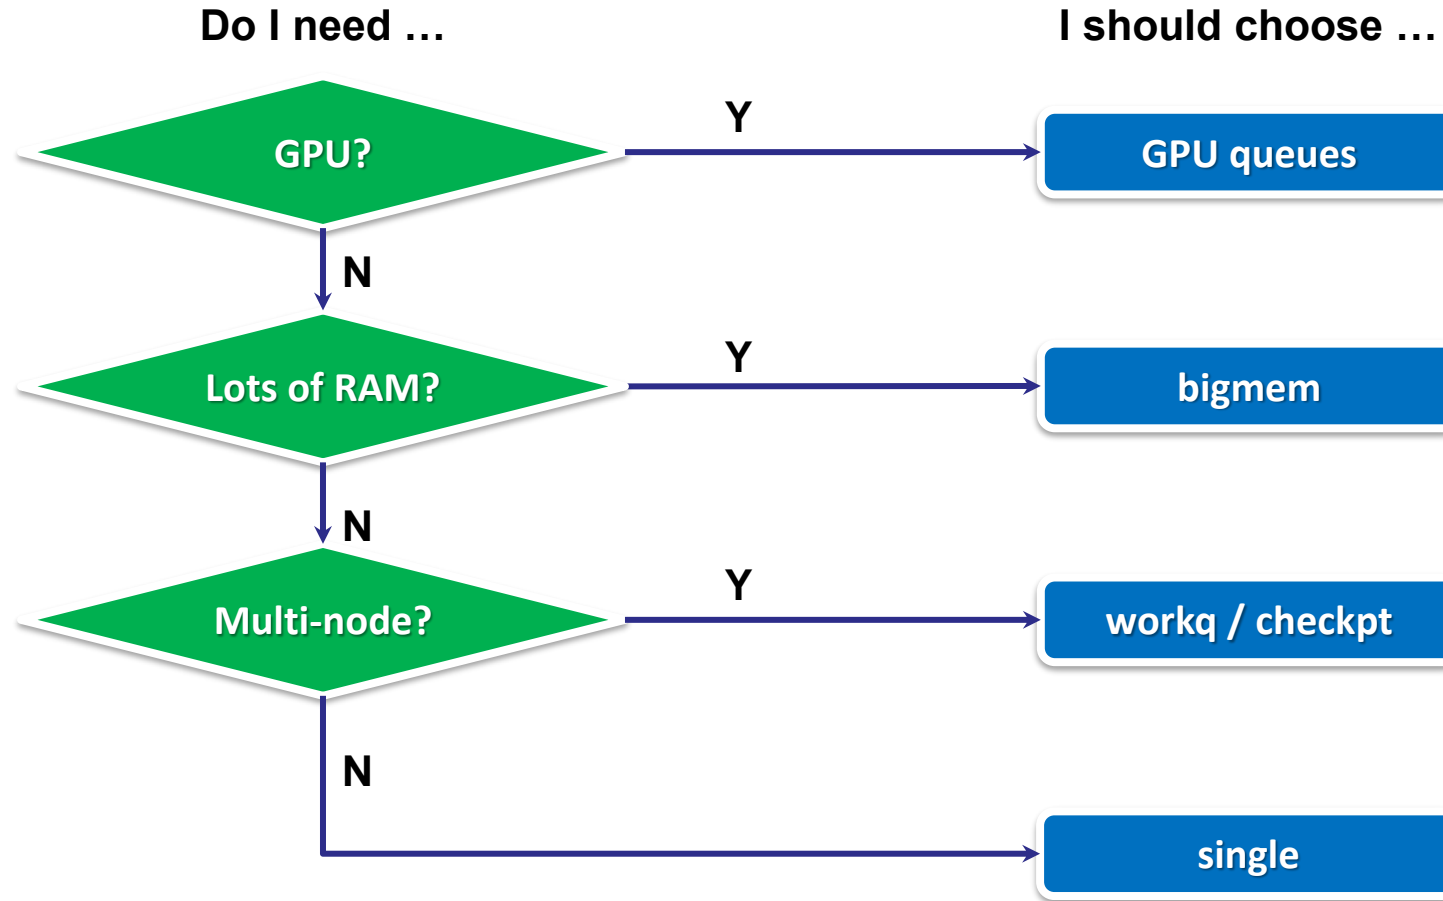 Do I need …
I should choose …
GPU?
Y
GPU queues
N
Lots of RAM?
Y
bigmem
N
Multi-node?
Y
workq / checkpt
N
single